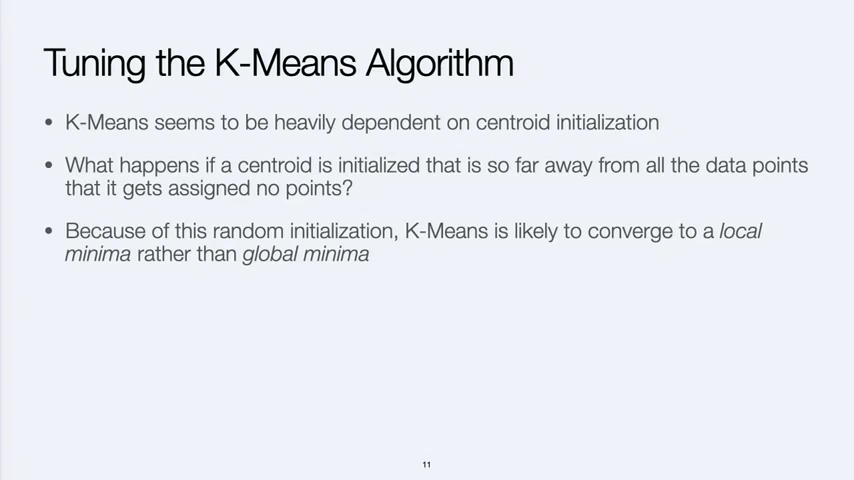 Tuning the K-Means Algorithm
• K-Means seems to be heavily dependent on centroid initialization
• What happens if a centroid is initialized that is so far away from all the data points
that it gets assigned no points?
• Because of this random initialization, K-Means is likely to converge to a local
minima rather than global minima
11